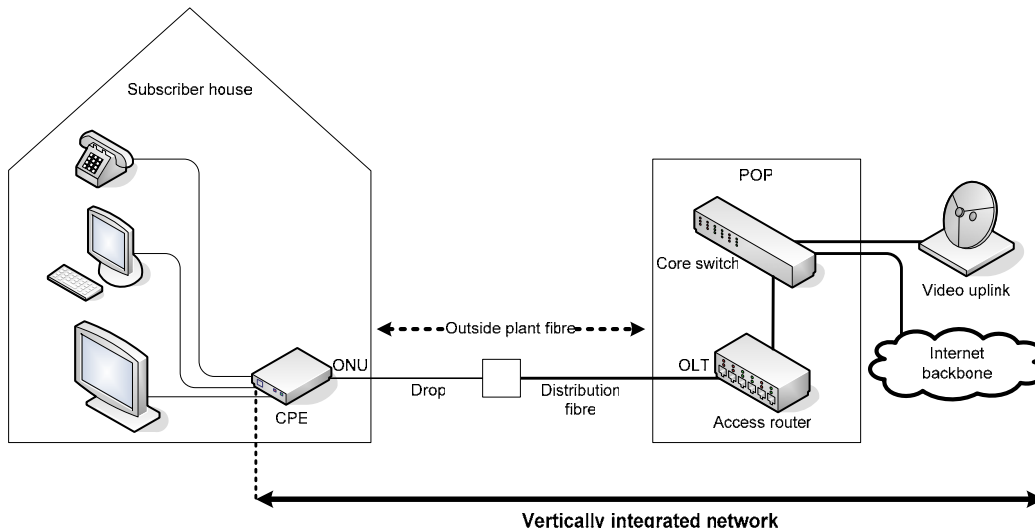 Subscriber house
POP
Core switch
Video uplink
Outside plant fibre
ONU
OLT
Internet
backbone
Drop
Distribution
fibre
CPE
Access router
Vertically integrated network